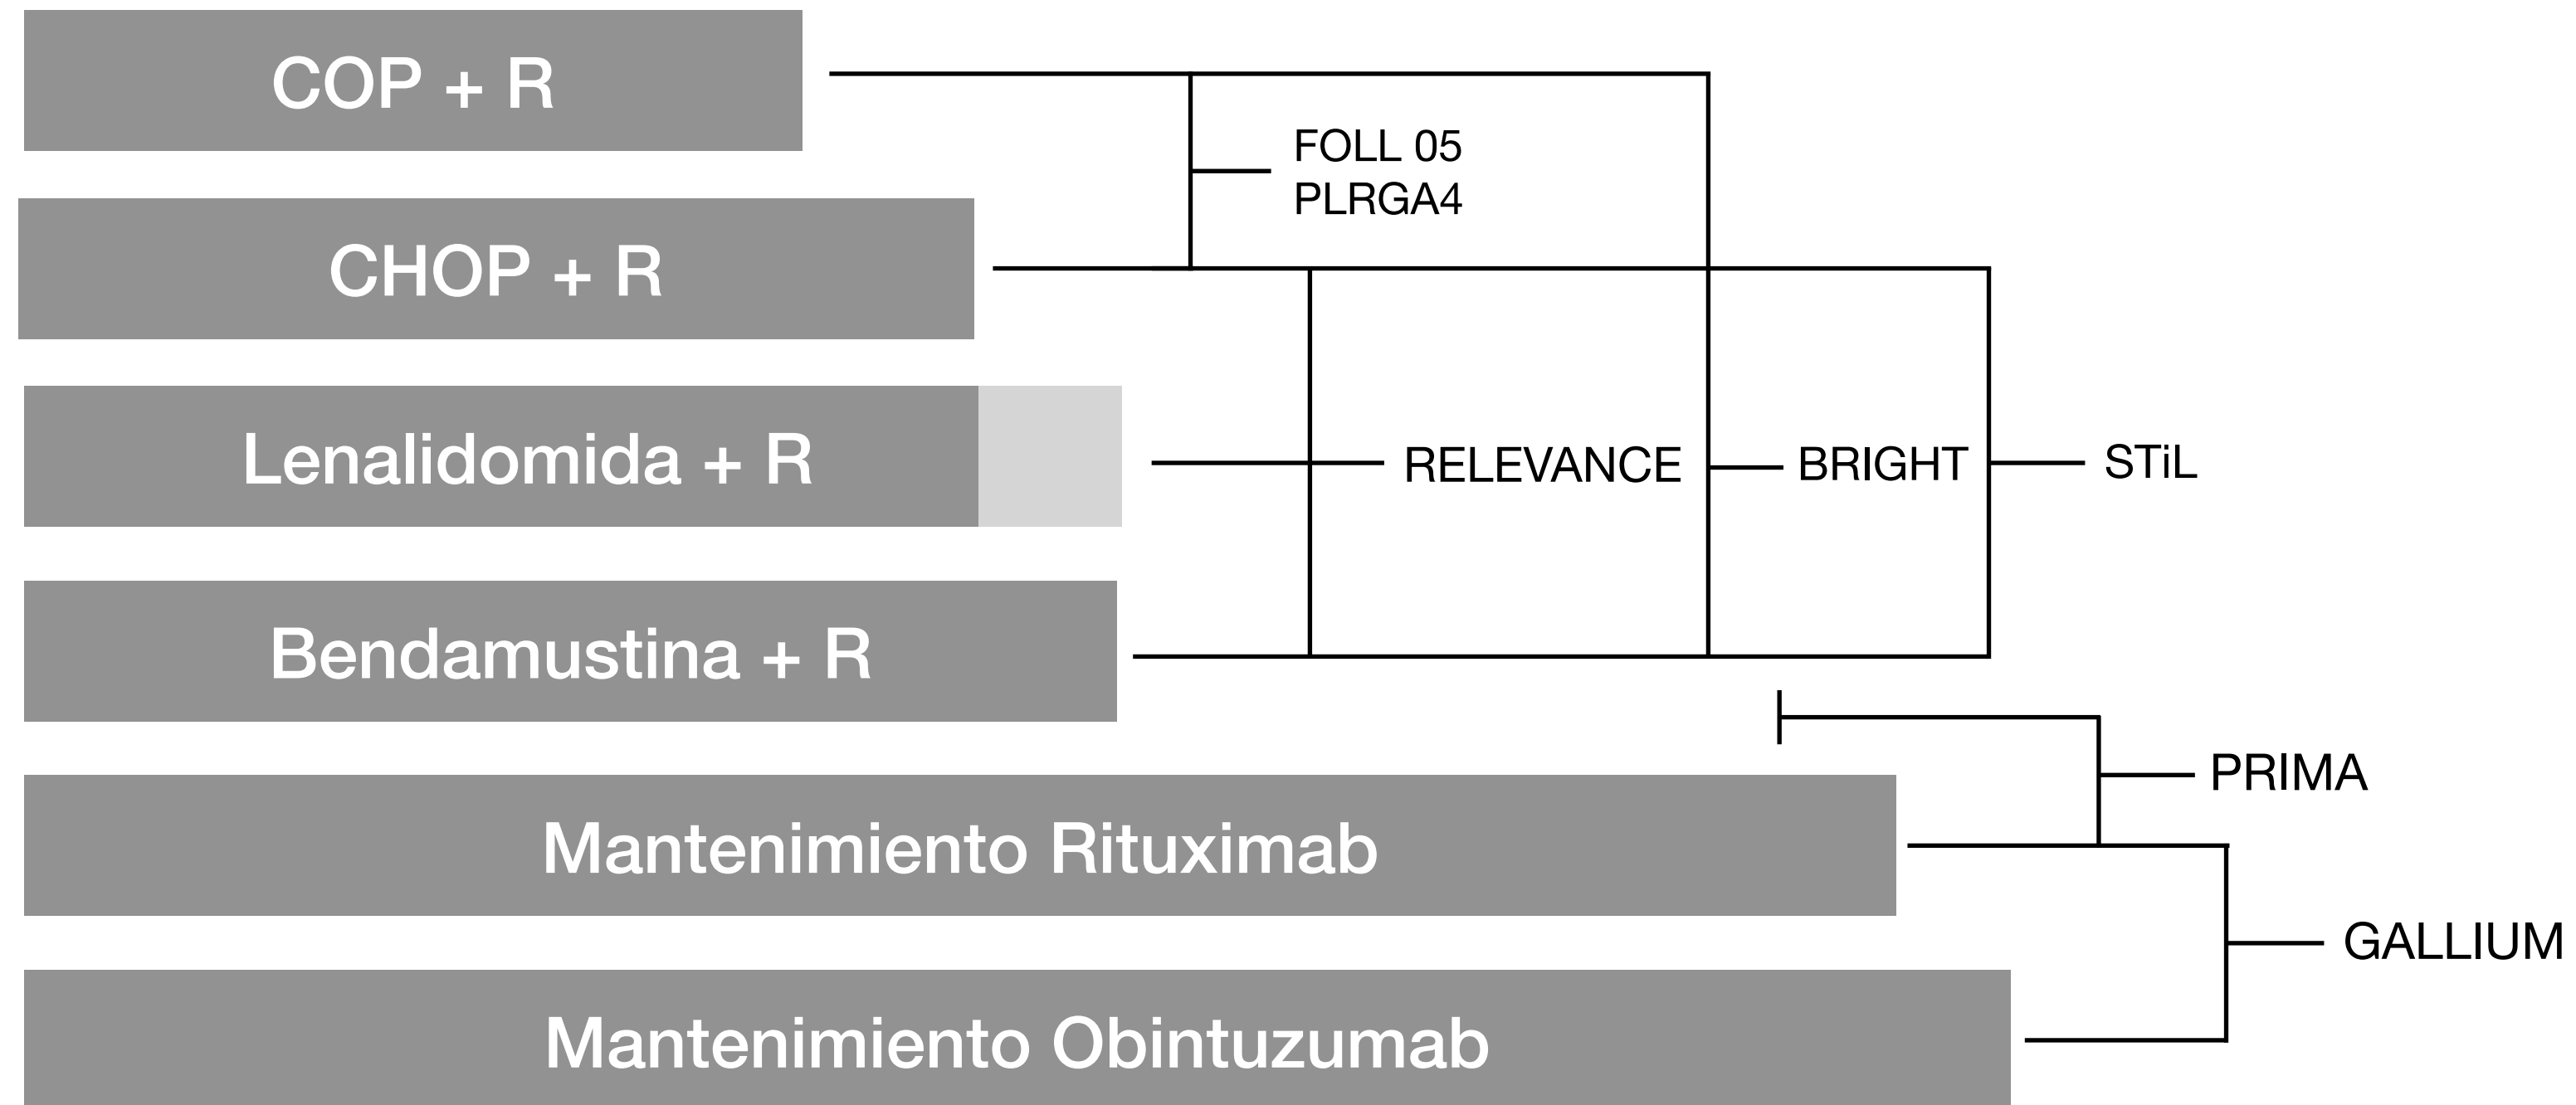 COP + R
FOLL 05
PLRGA4
CHOP + R
Lenalidomida + R
RELEVANCE
BRIGHT
STiL
Bendamustina + R
PRIMA
Mantenimiento Rituximab
GALLIUM
Mantenimiento Obintuzumab